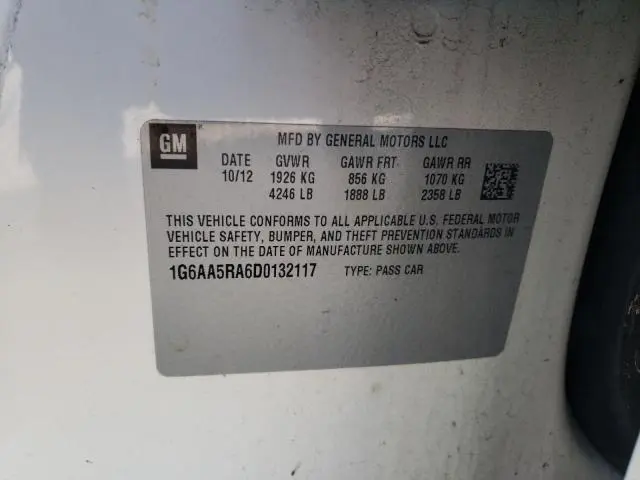 GM
MFD BY GENERAL MOTORS LLC
DATE GVWR GAWR FRT GAWR RR
10/12 1926 KG 856 KG 1070 KG
4246 LB 1888 LB 2358 LB
THIS VEHICLE CONFORMS TO ALL APPLICABLE U.S. FEDERAL MOTOR
VEHICLE SAFETY, BUMPER, AND THEFT PREVENTION STANDARDS IN
EFFECT ON THE DATE OF MANUFACTURE SHOWN ABOVE.
1G6AA5RA6D0132117 TYPE: PASS CAR